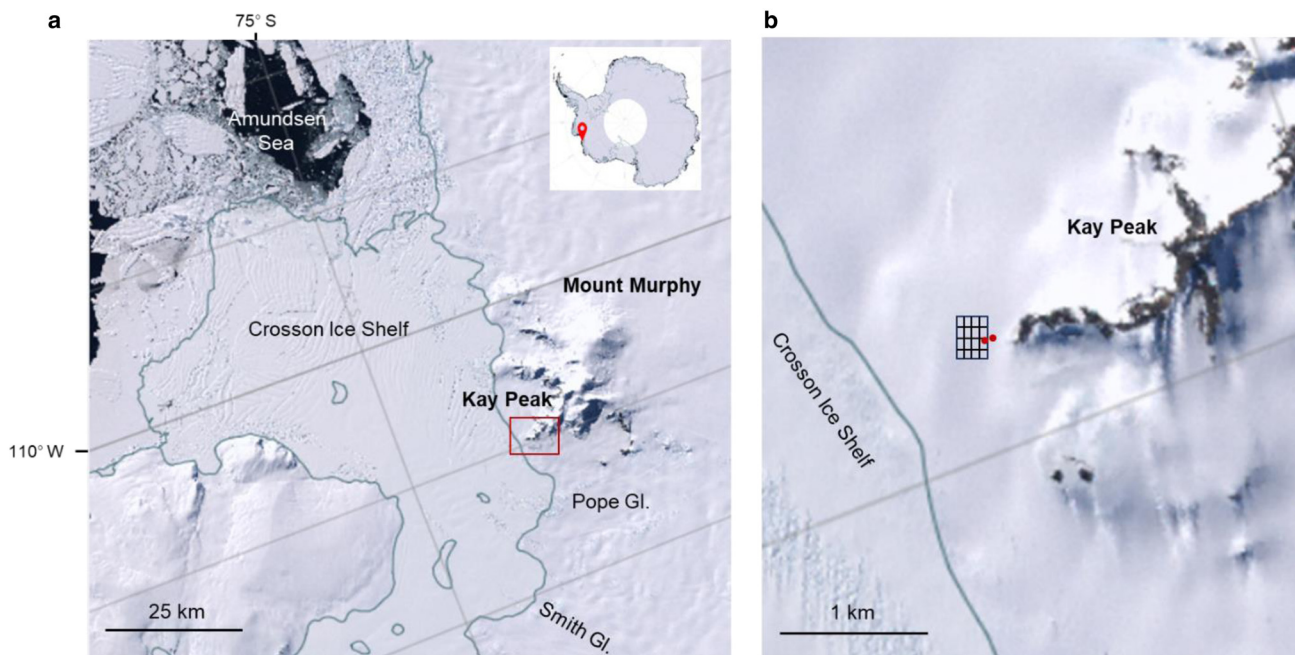 a
75° S
Amundsen
Sea
Mount Murphy
Crosson Ice Shelf
Kay Peak
110° W
Pope Gl.
25 km
Smith Gl.
b
Kay Peak
Crosson Ice Shelf
1 km